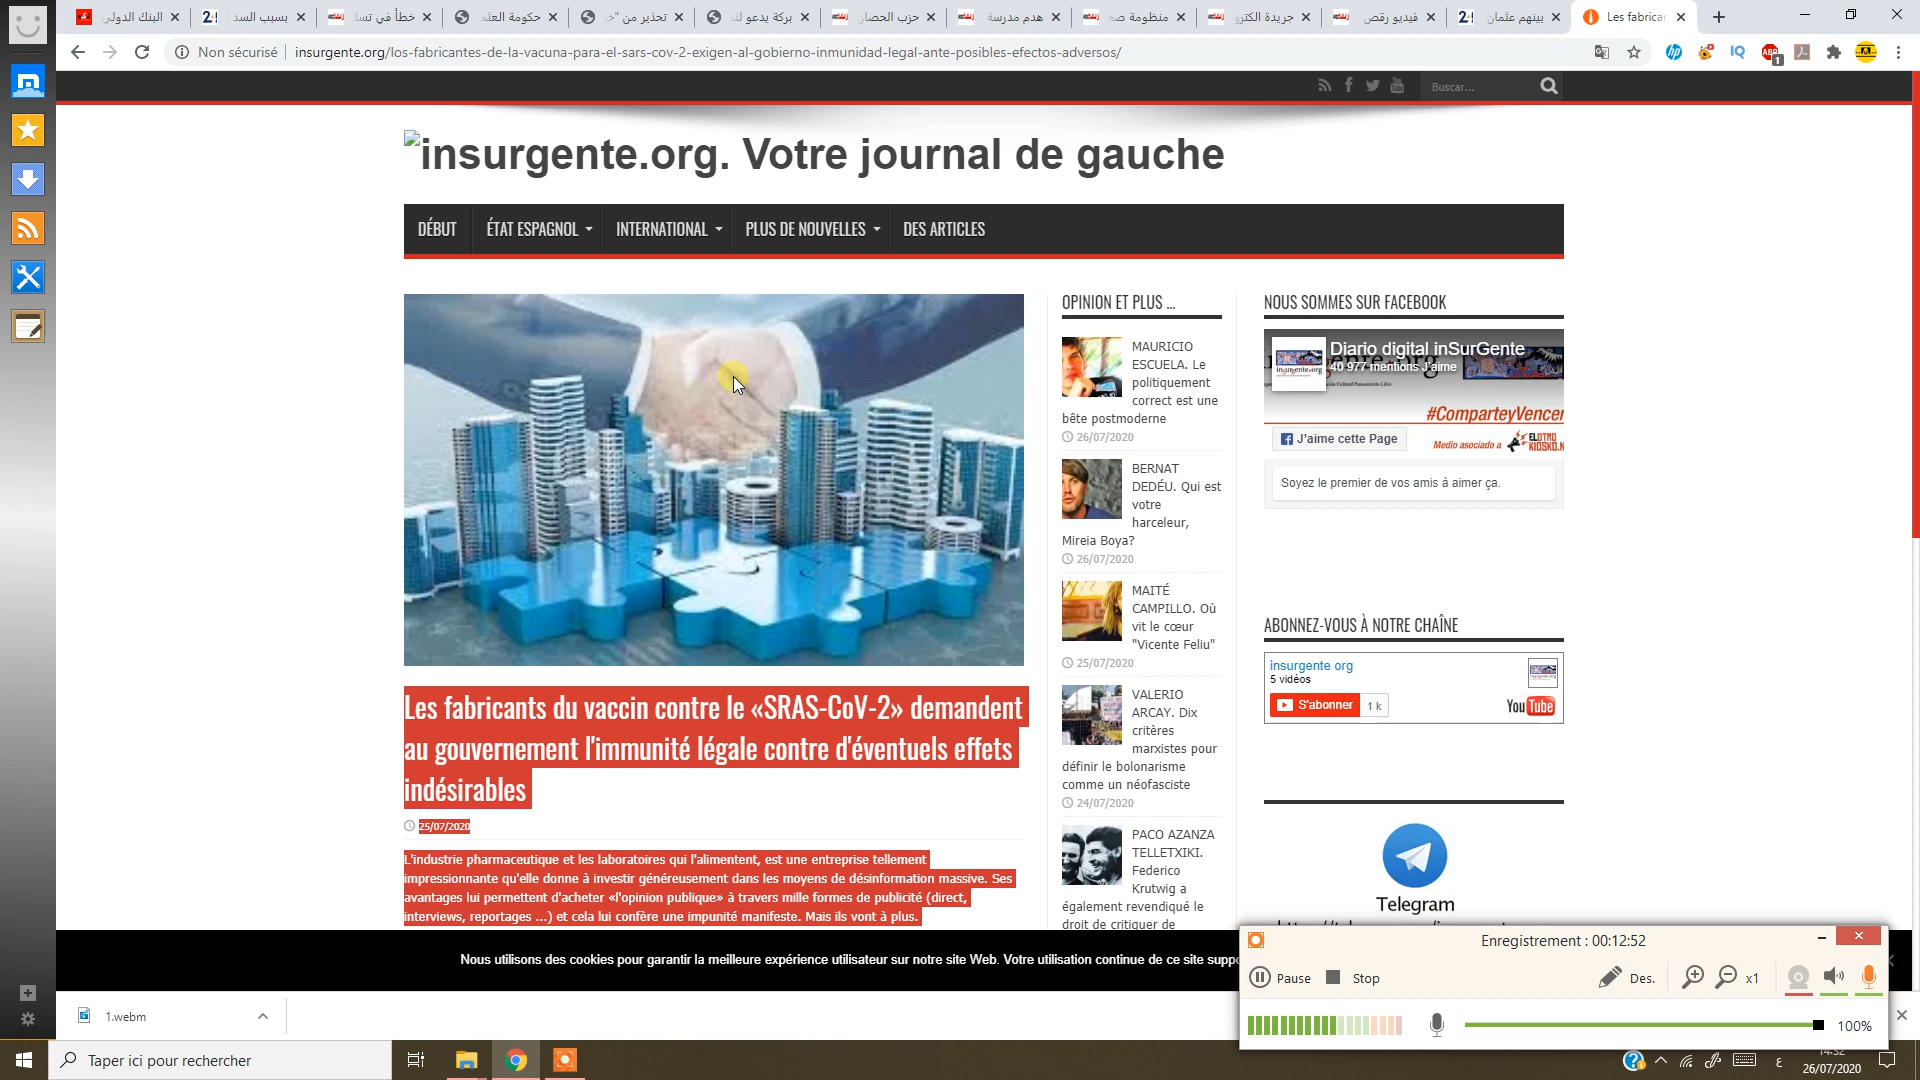 البنك الدولي
بسبب السد
خطأ في تسل
حكومة العثم
تحذير من "خا
بركة يدعو لتف
حزب الحصار
هدم مدرسة
منظومة صح
جريدة الكترو
فيديو رقص
بينهم عثمان
Les fabricar
Non sécurisé
insurgente.org/los-fabricantes-de-la-vacuna-para-el-sars-cov-2-exigen-al-gobierno-inmunidad-legal-ante-posibles-efectos-adversos/
Buscar...
insurgente.org. Votre journal de gauche
DÉBUT
ÉTAT ESPAGNOL
INTERNATIONAL
PLUS DE NOUVELLES
DES ARTICLES
Les fabricants du vaccin contre le «SRAS-CoV-2» demandent
au gouvernement l'immunité légale contre d'éventuels effets
indésirables
25/07/2020
L'industrie pharmaceutique et les laboratoires qui l'alimentent, est une entreprise tellement
impressionnante qu'elle donne à investir généreusement dans les moyens de désinformation massive. Ses
avantages lui permettent d'acheter «l'opinion publique» à travers mille formes de publicité (direct,
interviews, reportages ...) et cela lui confère une impunité manifeste. Mais ils vont à plus.
OPINION ET PLUS ...
MAURICIO
ESCUELA. Le
politiquement
correct est une
bête postmoderne
26/07/2020
BERNAT
DEDÉU. Qui est
votre
harceleur,
Mireia Boya?
26/07/2020
MAITÉ
CAMPILLO. Où
vit le cœur
"Vicente Feliu"
25/07/2020
VALERIO
ARCAY. Dix
critères
marxistes pour
définir le bolonarisme
comme un néofasciste
24/07/2020
PACO AZANZA
TELLETXIKI.
Federico
Krutwig a
également revendiqué le
droit de critiquer de
NOUS SOMMES SUR FACEBOOK
Diario digital inSurGente
40 977 mentions J'aime
#ComparteyVencer
J'aime cette Page
Medio asociado a
Soyez le premier de vos amis à aimer ça.
ABONNEZ-VOUS À NOTRE CHAÎNE
insurgente org
5 vidéos
S'abonner
1 k
YouTube
Telegram
Nous utilisons des cookies pour garantir la meilleure expérience utilisateur sur notre site Web. Votre utilisation continue de ce site suppo
Enregistrement : 00:12:52
Pause
Stop
Des.
x1
100%
1.webm
Taper ici pour rechercher
14:32
26/07/2020